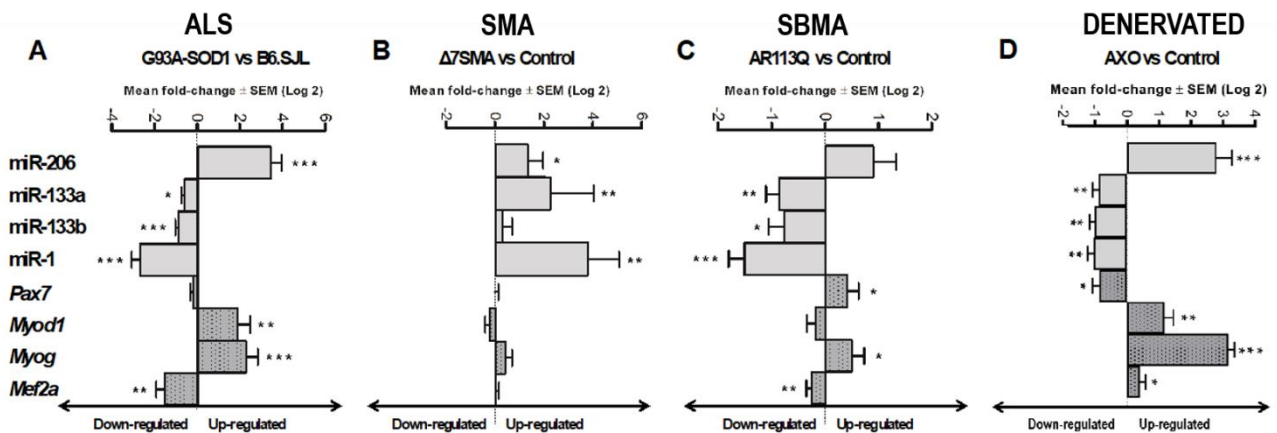 ALS SMA SBMA DENERVATED
A B C D
G93A-SOD1 vs B6.SJL Δ7SMA vs Control AR113Q vs Control AXO vs Control
Mean fold-change ± SEM (Log 2) Mean fold-change ± SEM (Log 2) Mean fold-change ± SEM (Log 2) Mean fold-change ± SEM (Log 2)
-4 -2 0 2 4 6 -2 0 2 4 6 -2 -1 0 1 2 -2 -1 0 1 2 3 4
miR-206 *** * ***
miR-133a * ** ** **
miR-133b *** * **
miR-1 *** ** *** **
Pax7 * *
Myod1 ** **
Myog *** * ***
Mef2a ** ** *
Down-regulated Up-regulated Down-regulated Up-regulated Down-regulated Up-regulated Down-regulated Up-regulated